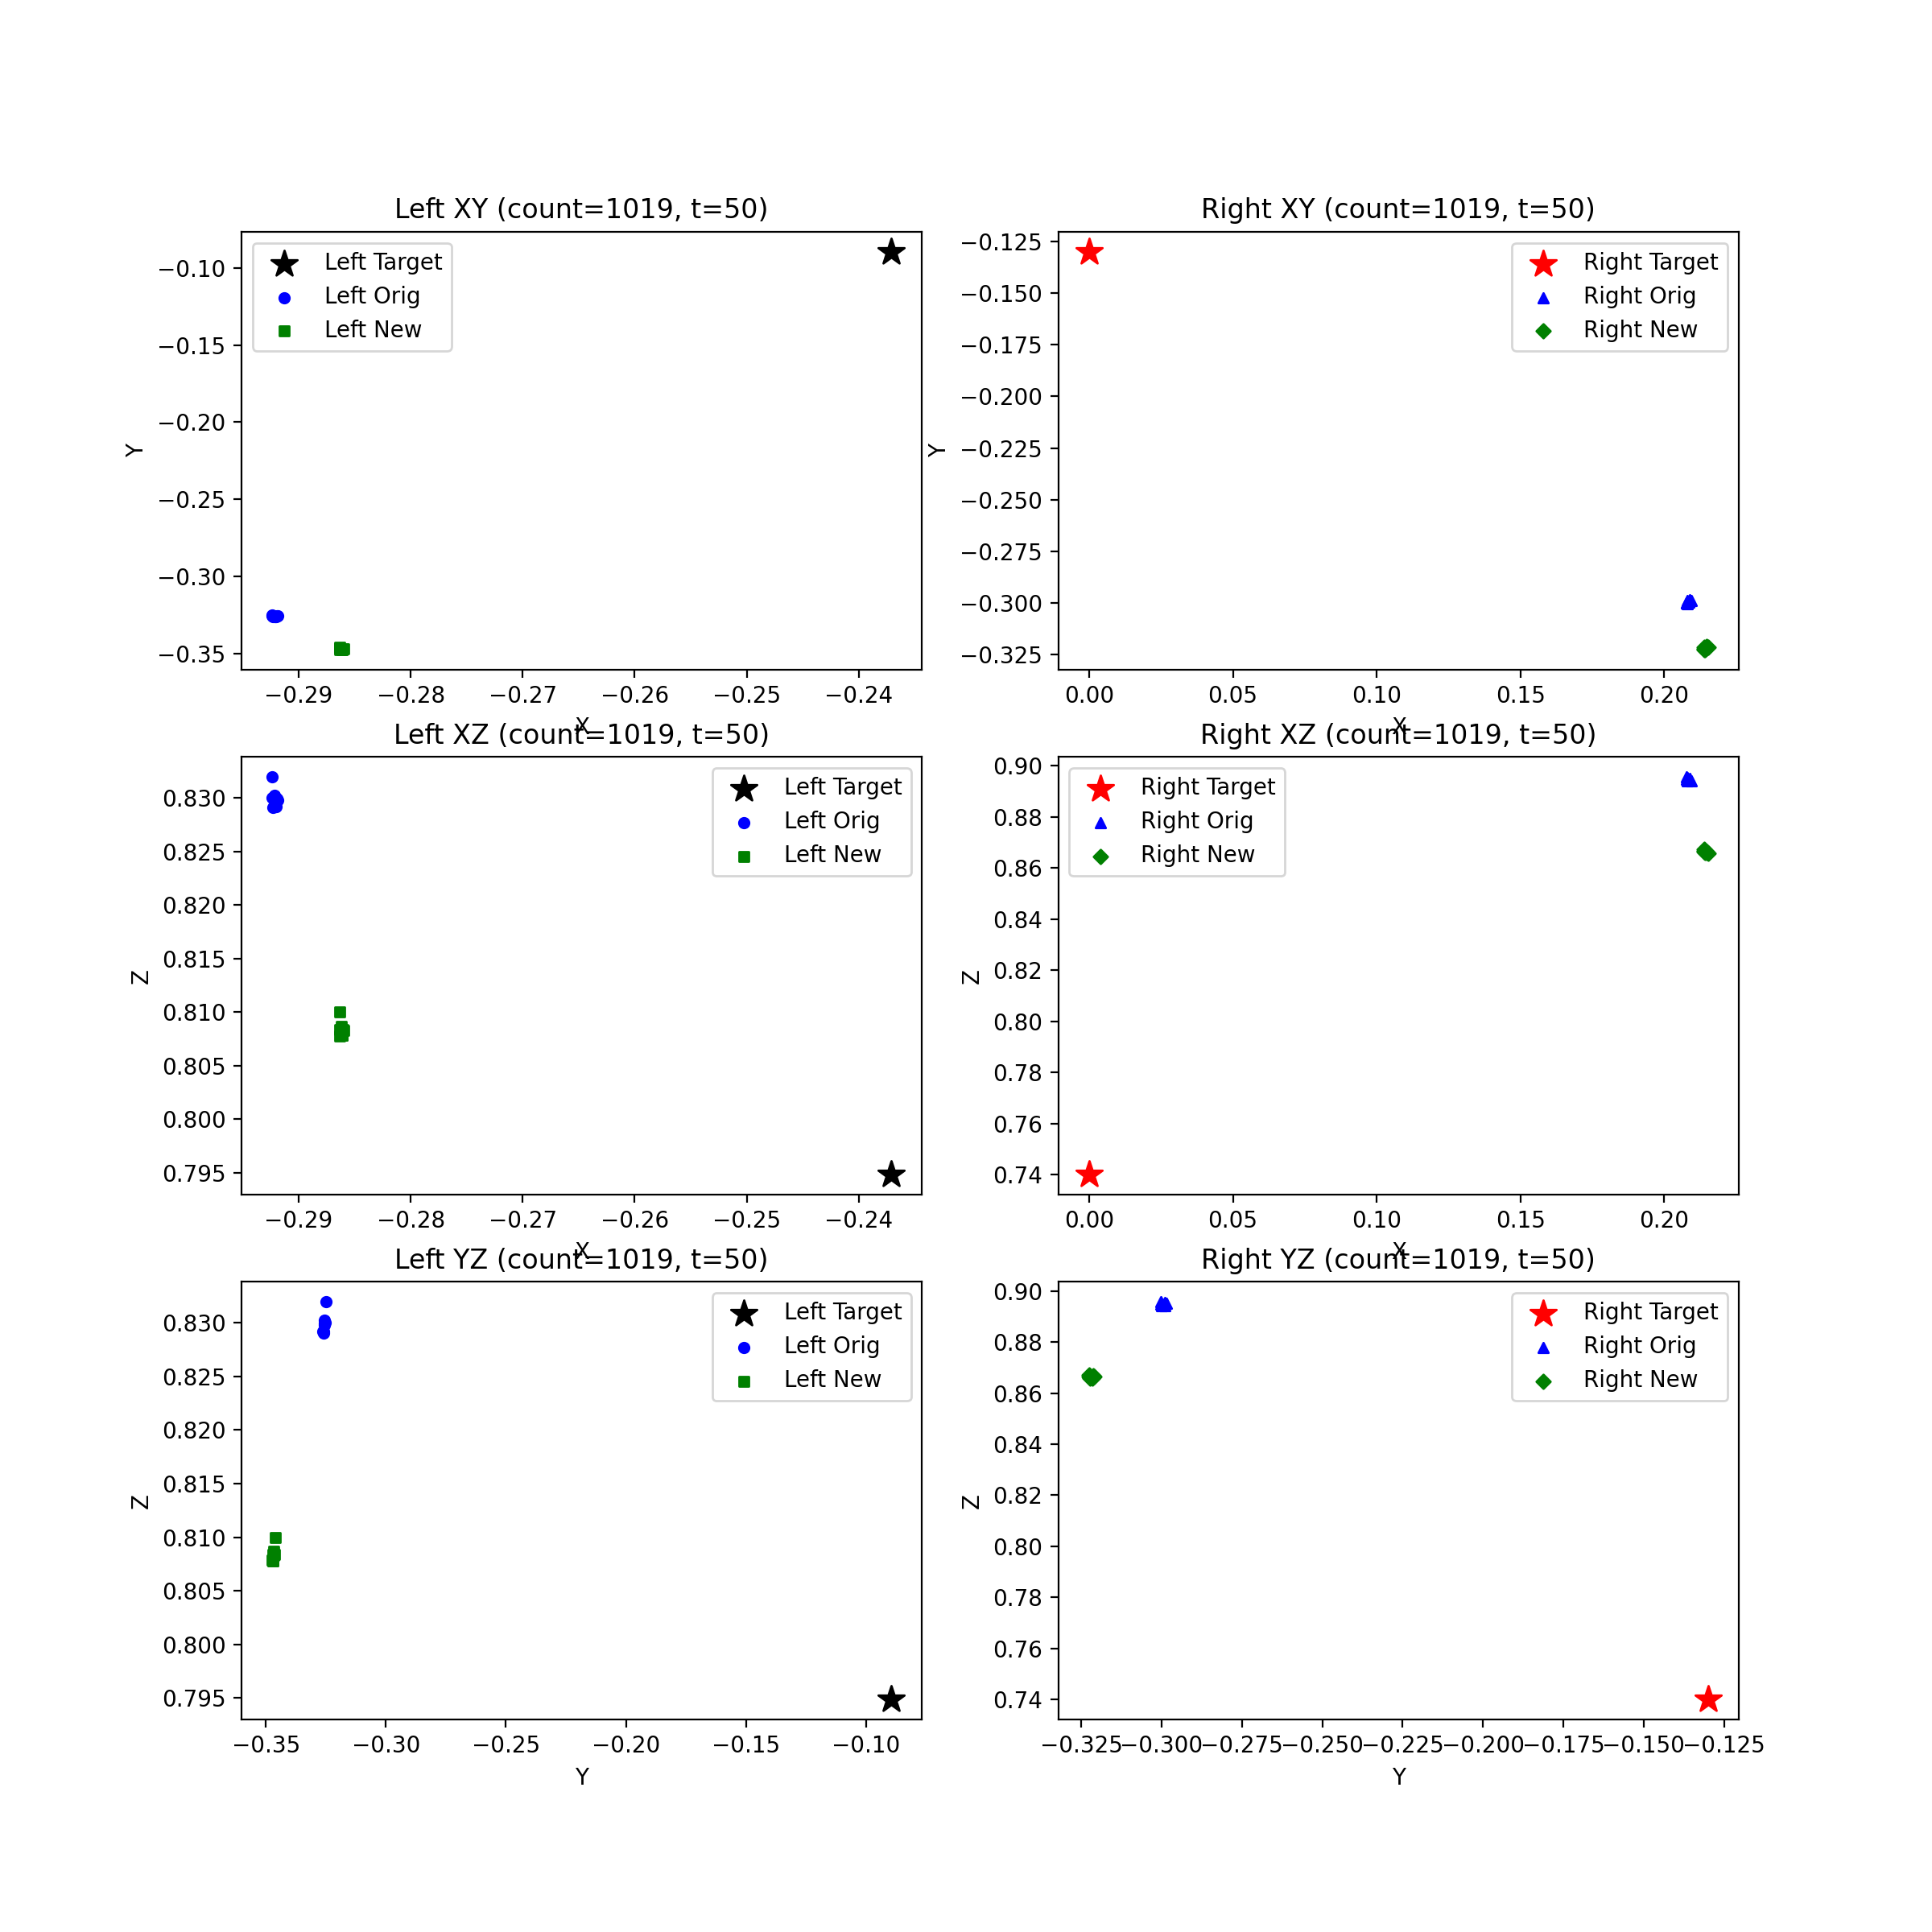 Left XY (count=1019, t=50)
Left Target
Left Orig
Left New
Y
−0.10
−0.15
−0.20
−0.25
−0.30
−0.35
−0.29
−0.28
−0.27
−0.26
−0.25
−0.24
X
Right XY (count=1019, t=50)
Right Target
Right Orig
Right New
Y
−0.125
−0.150
−0.175
−0.200
−0.225
−0.250
−0.275
−0.300
−0.325
0.00
0.05
0.10
0.15
0.20
X
Left XZ (count=1019, t=50)
Left Target
Left Orig
Left New
Z
0.830
0.825
0.820
0.815
0.810
0.805
0.800
0.795
−0.29
−0.28
−0.27
−0.26
−0.25
−0.24
X
Right XZ (count=1019, t=50)
Right Target
Right Orig
Right New
Z
0.90
0.88
0.86
0.84
0.82
0.80
0.78
0.76
0.74
0.00
0.05
0.10
0.15
0.20
X
Left YZ (count=1019, t=50)
Left Target
Left Orig
Left New
Z
0.830
0.825
0.820
0.815
0.810
0.805
0.800
0.795
−0.35
−0.30
−0.25
−0.20
−0.15
−0.10
Y
Right YZ (count=1019, t=50)
Right Target
Right Orig
Right New
Z
0.90
0.88
0.86
0.84
0.82
0.80
0.78
0.76
0.74
−0.325
−0.300
−0.275
−0.250
−0.225
−0.200
−0.175
−0.150
−0.125
Y